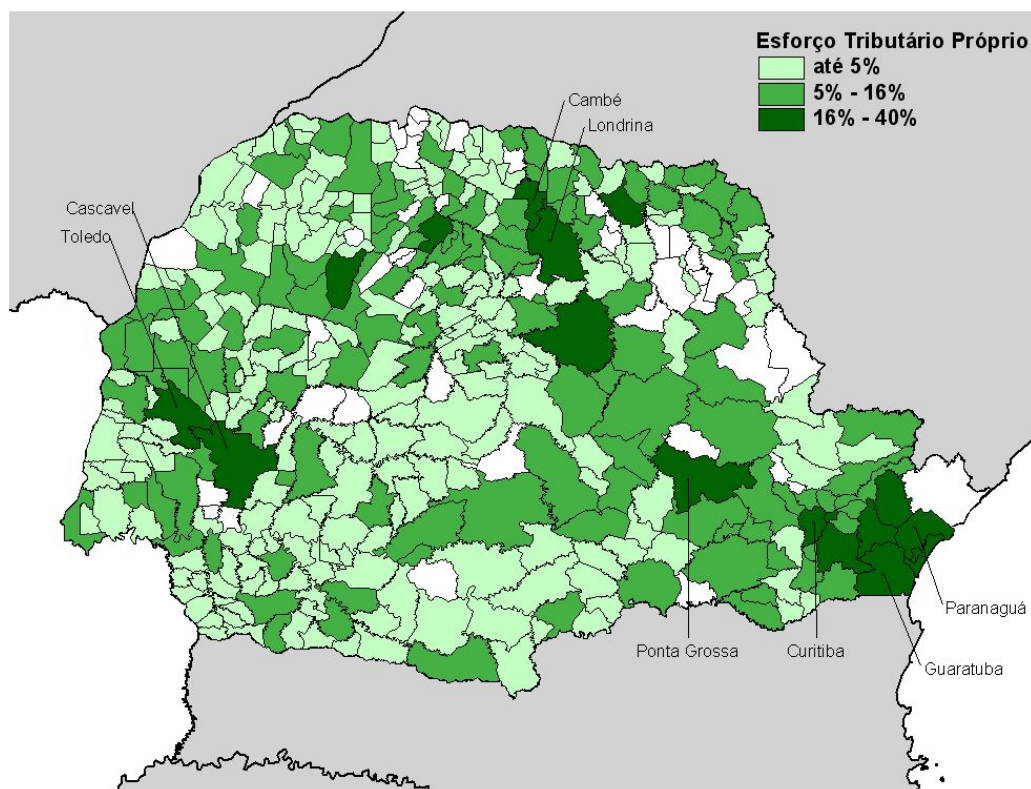 Esforço Tributário Próprio
até 5%
5% - 16%
16% - 40%
Cambé
Londrina
Cascavel
Toledo
Paranaguá
Ponta Grossa
Curitiba
Guaratuba